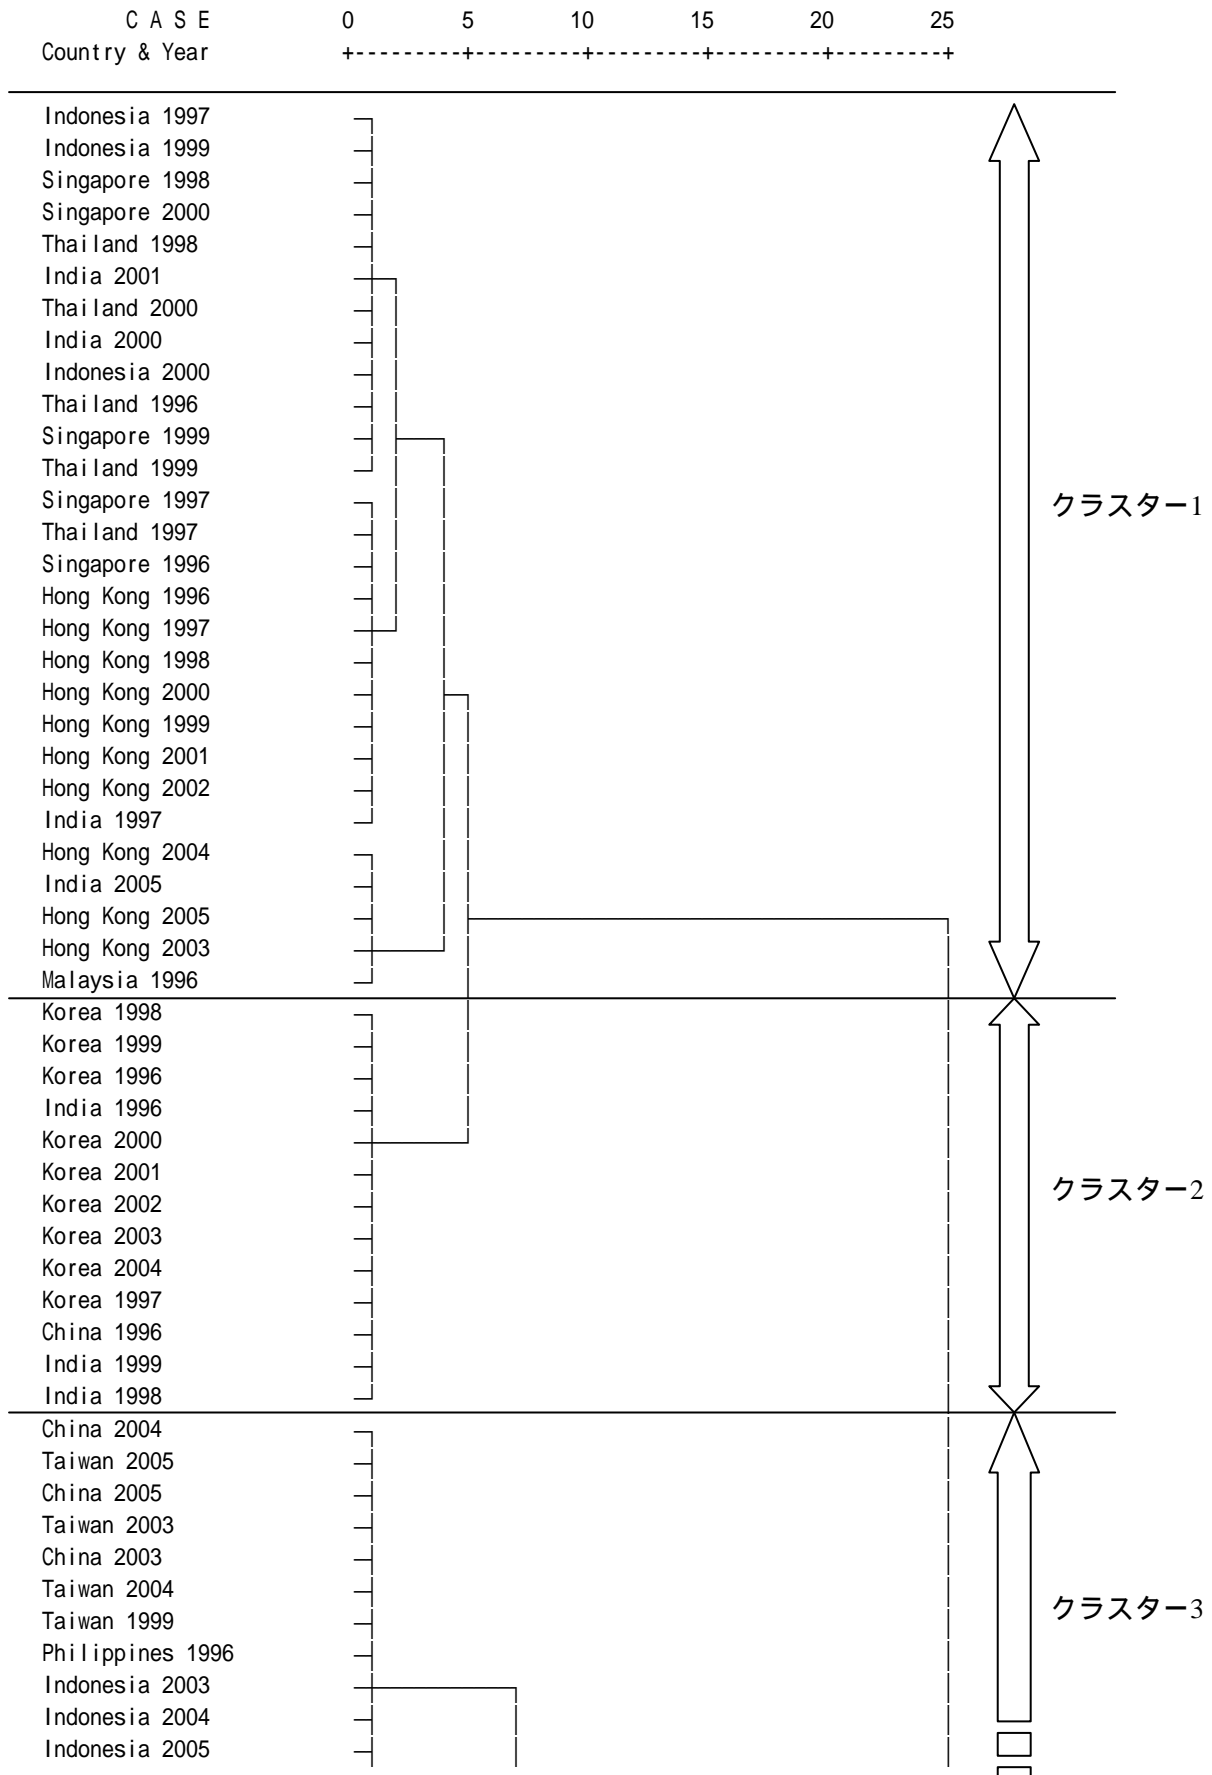 C A S E 0 5 10 15 20 25
Country & Year +---------+---------+---------+---------+---------+
Indonesia 1997
Indonesia 1999
Singapore 1998
Singapore 2000
Thailand 1998
India 2001
Thailand 2000
India 2000
Indonesia 2000
Thailand 1996
Singapore 1999
Thailand 1999
Singapore 1997
クラスター1
Thailand 1997
Singapore 1996
Hong Kong 1996
Hong Kong 1997
Hong Kong 1998
Hong Kong 2000
Hong Kong 1999
Hong Kong 2001
Hong Kong 2002
India 1997
Hong Kong 2004
India 2005
Hong Kong 2005
Hong Kong 2003
Malaysia 1996
Korea 1998
Korea 1999
Korea 1996
India 1996
Korea 2000
Korea 2001
クラスター2
Korea 2002
Korea 2003
Korea 2004
Korea 1997
China 1996
India 1999
India 1998
China 2004
Taiwan 2005
China 2005
Taiwan 2003
China 2003
Taiwan 2004
クラスター3
Taiwan 1999
Philippines 1996
Indonesia 2003
Indonesia 2004
Indonesia 2005